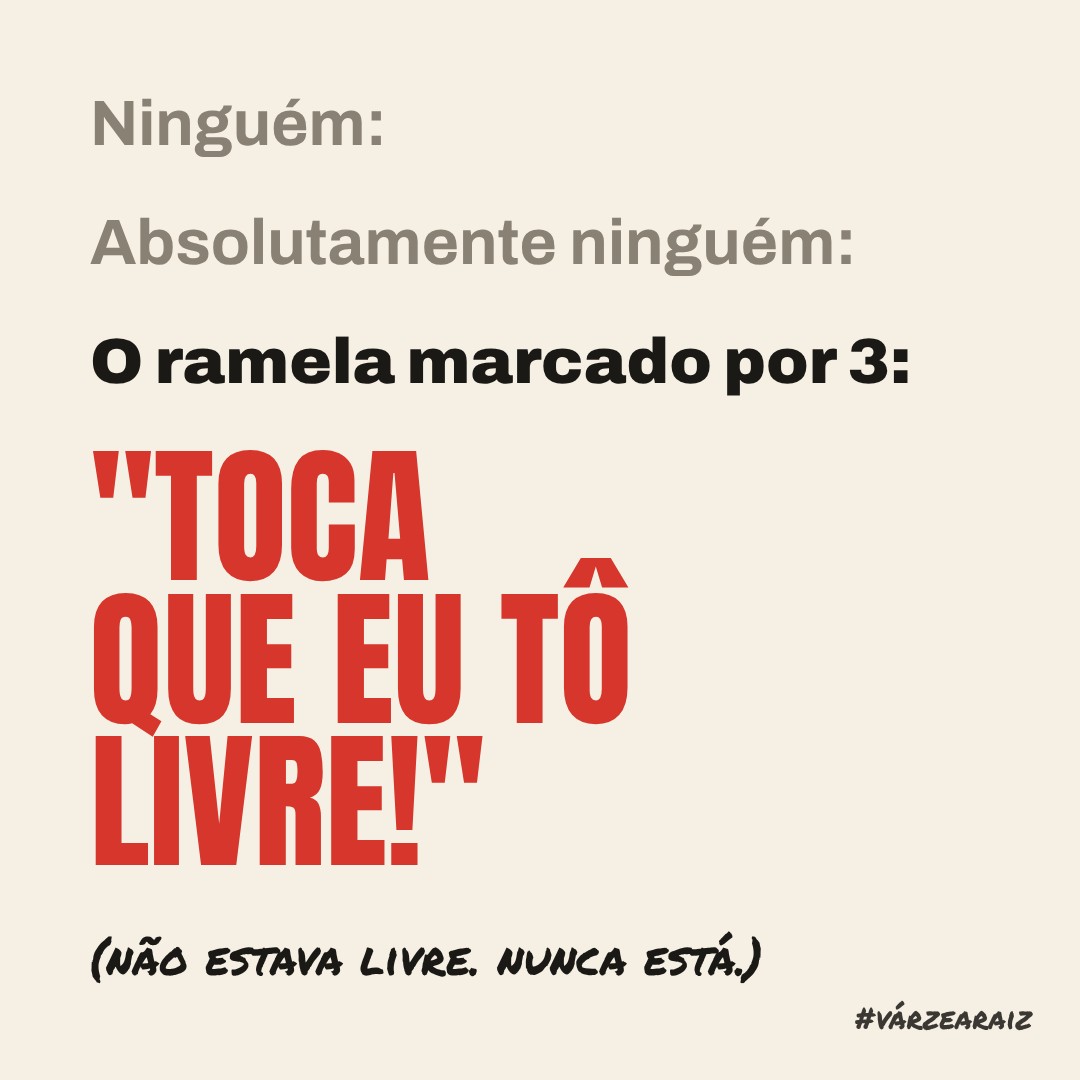 Ninguém:
Absolutamente ninguém:
O ramela marcado por 3:
"TOCA
QUE EU TÔ
LIVRE!"
(NÃO ESTAVA LIVRE. NUNCA ESTÁ.)
#VÁRZEARAIZ